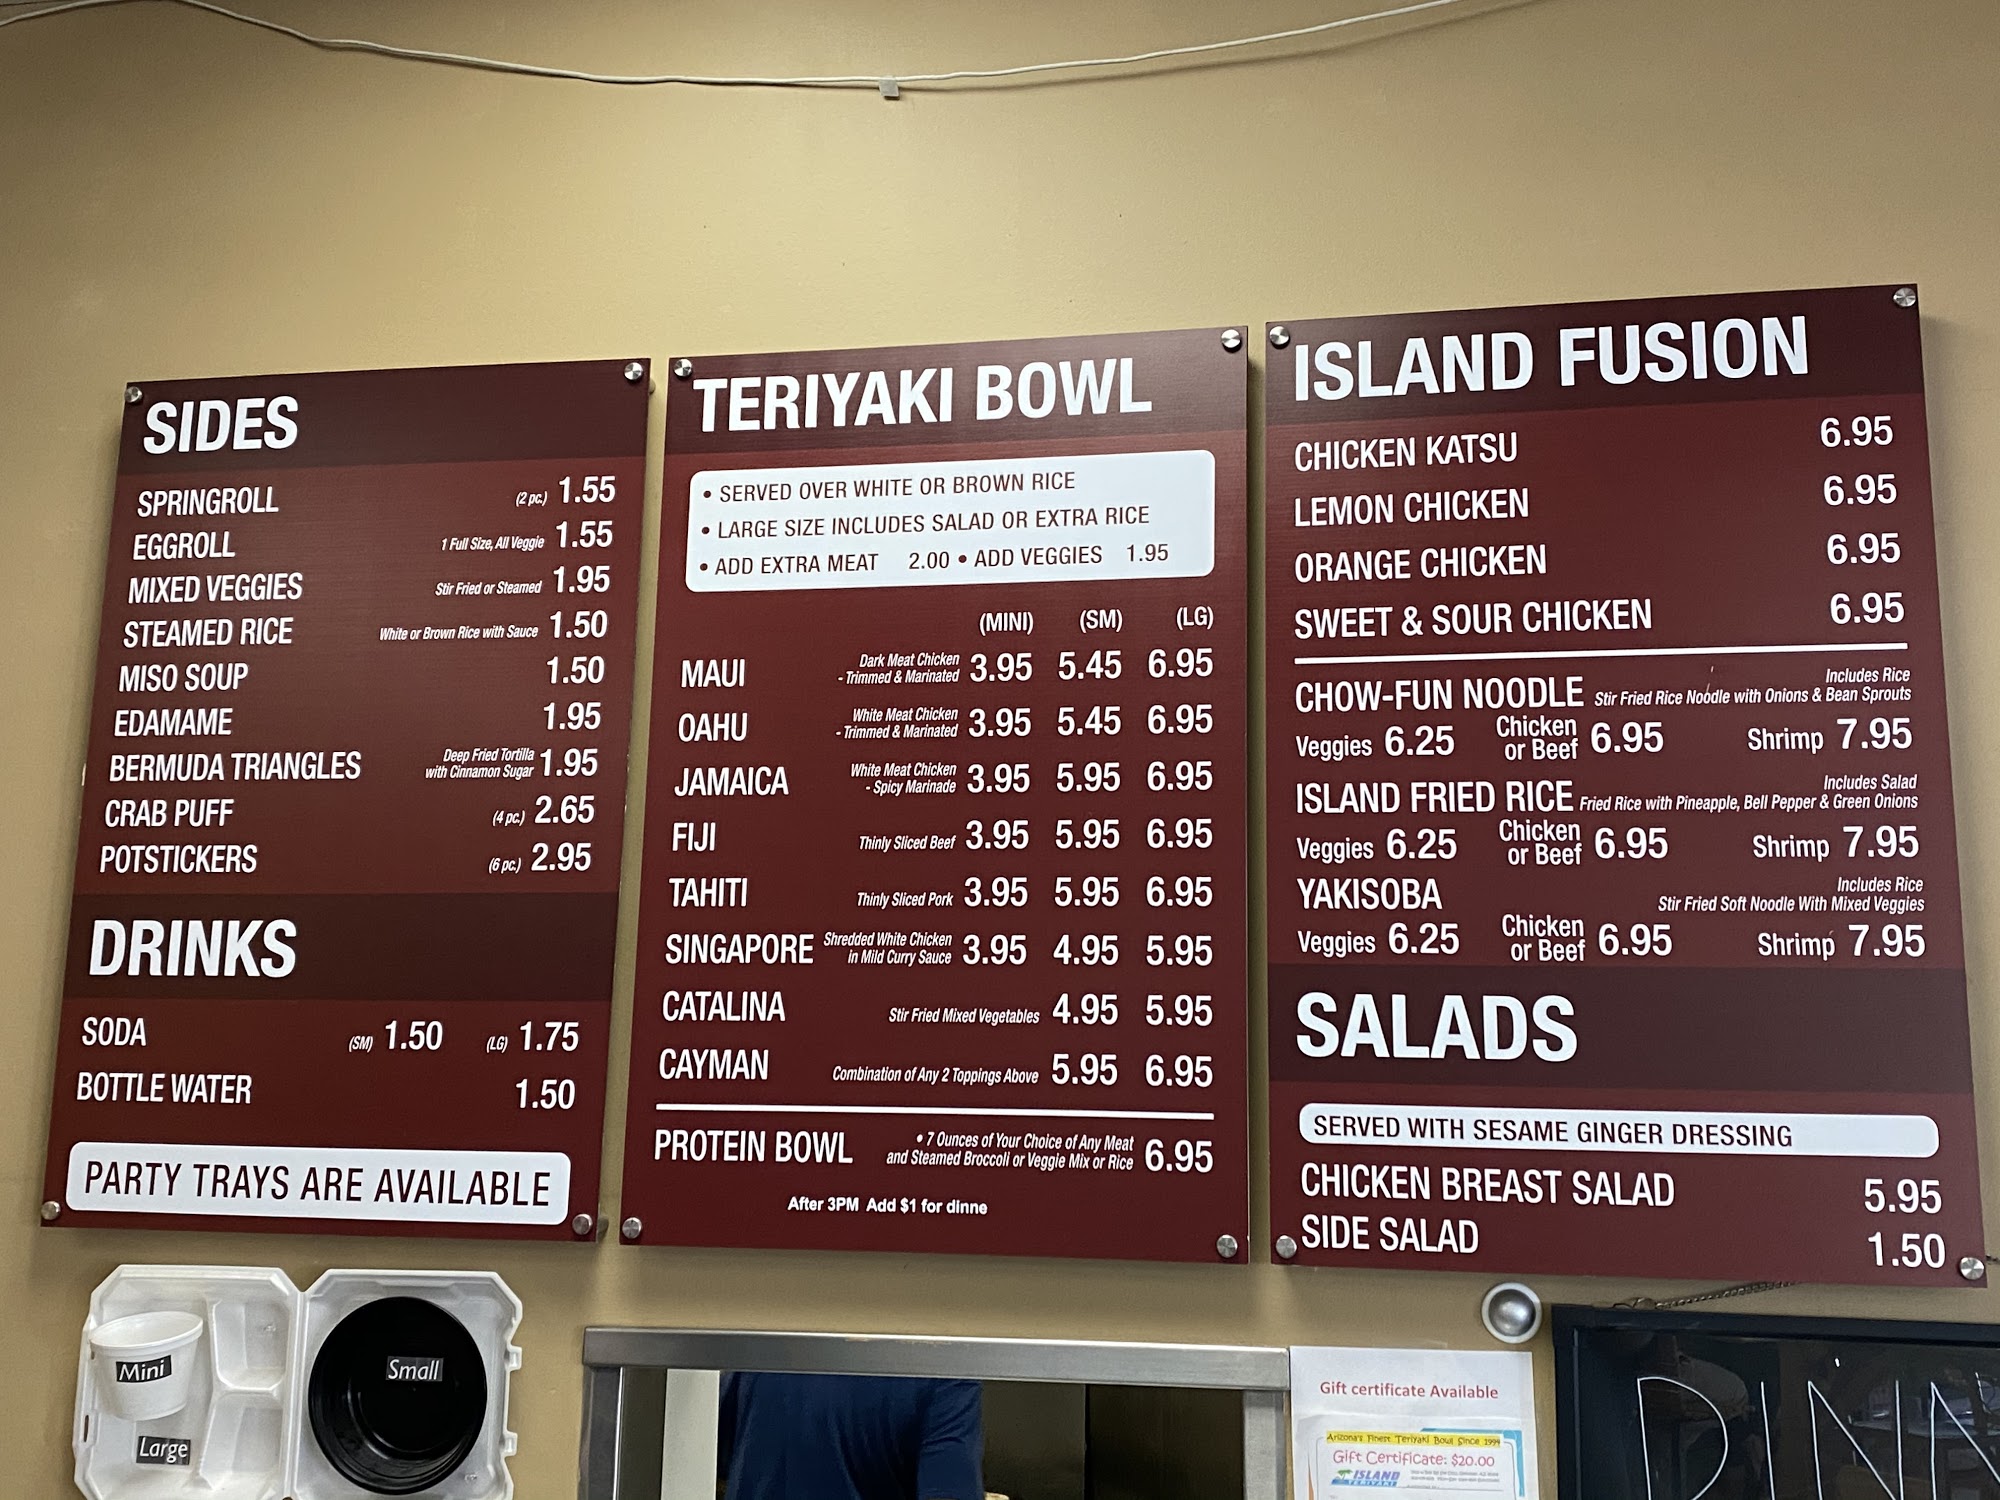 SIDES
SPRINGROLL (2 pc.) 1.55
EGGROLL 1 Full Size, All Veggie 1.55
MIXED VEGGIES Stir Fried or Steamed 1.95
STEAMED RICE White or Brown Rice with Sauce 1.50
MISO SOUP 1.50
EDAMAME 1.95
BERMUDA TRIANGLES Deep Fried Tortilla with Cinnamon Sugar 1.95
CRAB PUFF (4 pc.) 2.65
POTSTICKERS (6 pc.) 2.95
DRINKS
SODA (SM) 1.50 (LG) 1.75
BOTTLE WATER 1.50
PARTY TRAYS ARE AVAILABLE
TERIYAKI BOWL
• SERVED OVER WHITE OR BROWN RICE
• LARGE SIZE INCLUDES SALAD OR EXTRA RICE
• ADD EXTRA MEAT 2.00 • ADD VEGGIES 1.95
(MINI) (SM) (LG)
MAUI Dark Meat Chicken - Trimmed & Marinated 3.95 5.45 6.95
OAHU White Meat Chicken - Trimmed & Marinated 3.95 5.45 6.95
JAMAICA White Meat Chicken - Spicy Marinade 3.95 5.95 6.95
FIJI Thinly Sliced Beef 3.95 5.95 6.95
TAHITI Thinly Sliced Pork 3.95 5.95 6.95
SINGAPORE Shredded White Chicken in Mild Curry Sauce 3.95 4.95 5.95
CATALINA Stir Fried Mixed Vegetables 4.95 5.95
CAYMAN Combination of Any 2 Toppings Above 5.95 6.95
PROTEIN BOWL • 7 Ounces of Your Choice of Any Meat and Steamed Broccoli or Veggie Mix or Rice 6.95
After 3PM Add $1 for dinne
ISLAND FUSION
CHICKEN KATSU 6.95
LEMON CHICKEN 6.95
ORANGE CHICKEN 6.95
SWEET & SOUR CHICKEN 6.95
CHOW-FUN NOODLE Includes Rice Stir Fried Rice Noodle with Onions & Bean Sprouts
Veggies 6.25 Chicken or Beef 6.95 Shrimp 7.95
ISLAND FRIED RICE Includes Salad Fried Rice with Pineapple, Bell Pepper & Green Onions
Veggies 6.25 Chicken or Beef 6.95 Shrimp 7.95
YAKISOBA Includes Rice Stir Fried Soft Noodle With Mixed Veggies
Veggies 6.25 Chicken or Beef 6.95 Shrimp 7.95
SALADS
SERVED WITH SESAME GINGER DRESSING
CHICKEN BREAST SALAD 5.95
SIDE SALAD 1.50
Mini
Large
Small
Gift certificate Available
Arizona's Finest Teriyaki Bowl Since 1994
Gift Certificate: $20.00
ISLAND
TERIYAKI
DINN